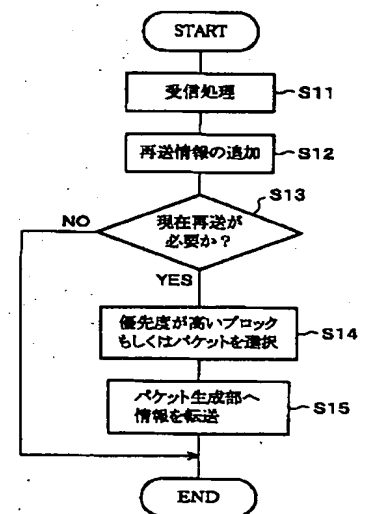 START
受信処理
S11
再送情報の追加
S12
S13
現在再送が
必要か？
NO
YES
優先度が高いブロック
もしくはパケットを選択
S14
パケット生成部へ
情報を転送
S15
END